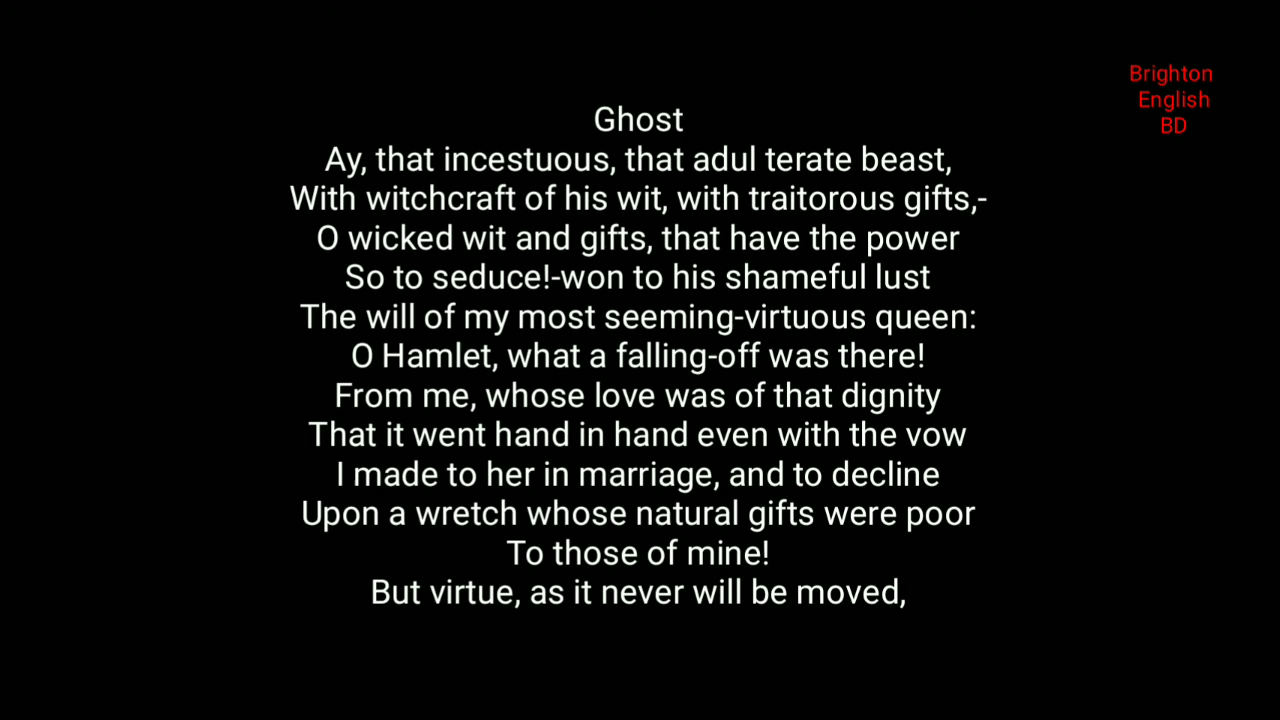 Brighton
English
BD
Ghost
Ay, that incestuous, that adul terate beast,
With witchcraft of his wit, with traitorous gifts,-
O wicked wit and gifts, that have the power
So to seduce!-won to his shameful lust
The will of my most seeming-virtuous queen:
O Hamlet, what a falling-off was there!
From me, whose love was of that dignity
That it went hand in hand even with the vow
I made to her in marriage, and to decline
Upon a wretch whose natural gifts were poor
To those of mine!
But virtue, as it never will be moved,